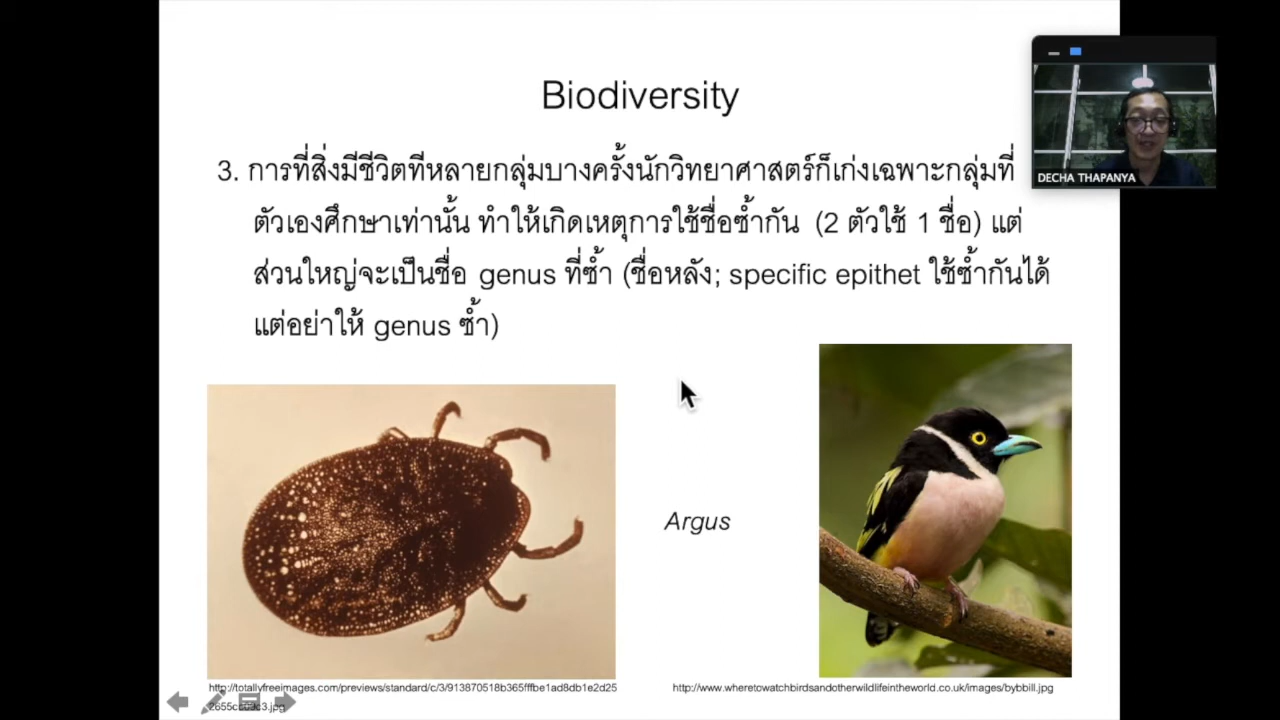 Biodiversity
DECHA THAPANYA
3. การที่สิ่งมีชีวิตทีหลายกลุ่มบางครั้งนักวิทยาศาสตร์ก็เก่งเฉพาะกลุ่มที่
ตัวเองศึกษาเท่านั้น ทำให้เกิดเหตุการใช้ชื่อซ้ำกัน (2 ตัวใช้ 1 ชื่อ) แต่
ส่วนใหญ่จะเป็นชื่อ genus ที่ซ้ำ (ชื่อหลัง; specific epithet ใช้ซ้ำกันได้
แต่อย่าให้ genus ซ้ำ)
Argus
http://totallyfreeimages.com/previews/standard/c/3/913870518b365fffbe1ad8db1e2d25
http://www.wheretowatchbirdsandotherwildlifeintheworld.co.uk/images/bybbill.jpg